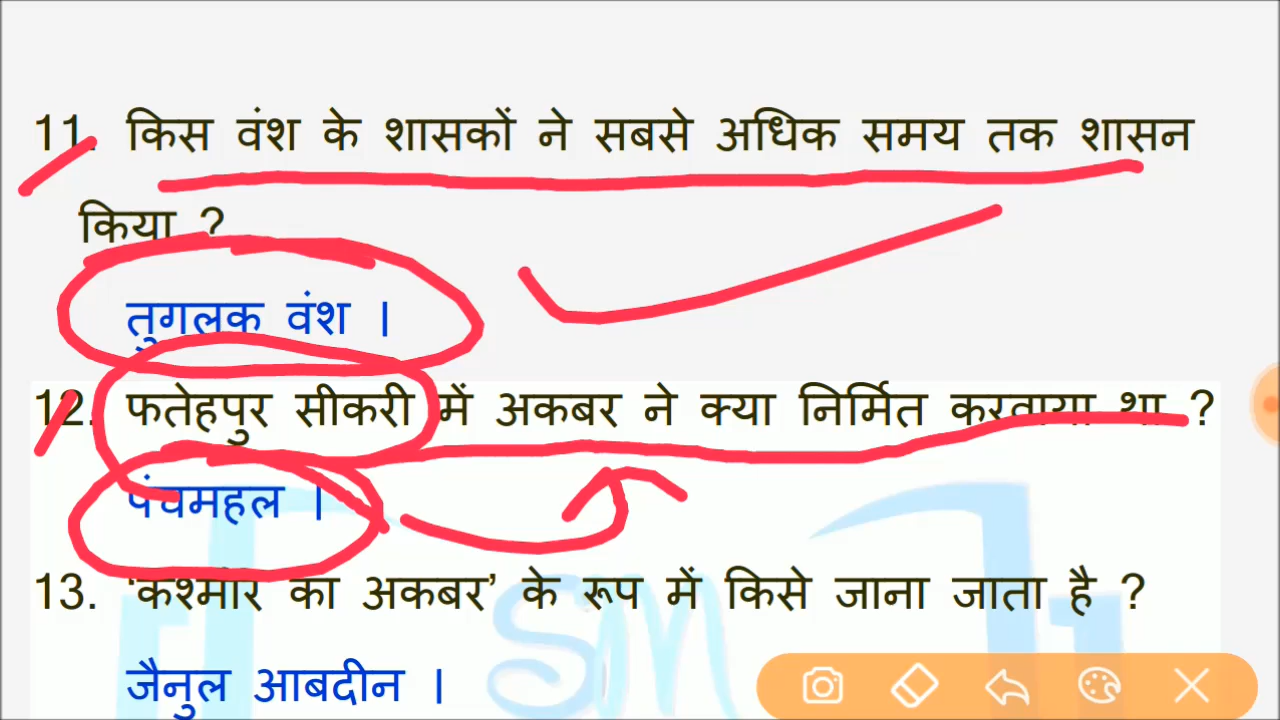 11. किस वंश के शासकों ने सबसे अधिक समय तक शासन
किया ?
तुगलक वंश ।
12. फतेहपुर सीकरी में अकबर ने क्या निर्मित करवाया था ?
पंचमहल ।
13. 'कश्मीर का अकबर’ के रूप में किसे जाना जाता है ?
जैनुल आबदीन ।